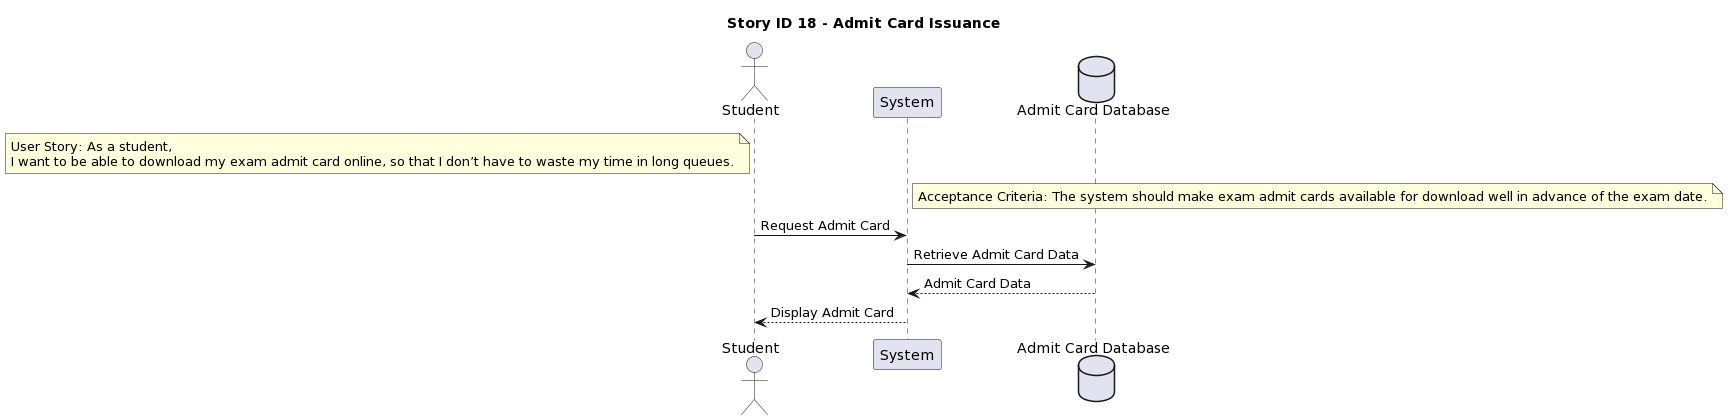 Story ID 18 - Admit Card Issuance
Student
System
Admit Card Database
User Story: As a student,
I want to be able to download my exam admit card online, so that I don’t have to waste my time in long queues.
Acceptance Criteria: The system should make exam admit cards available for download well in advance of the exam date.
Request Admit Card
Retrieve Admit Card Data
Admit Card Data
Display Admit Card
Student
System
Admit Card Database